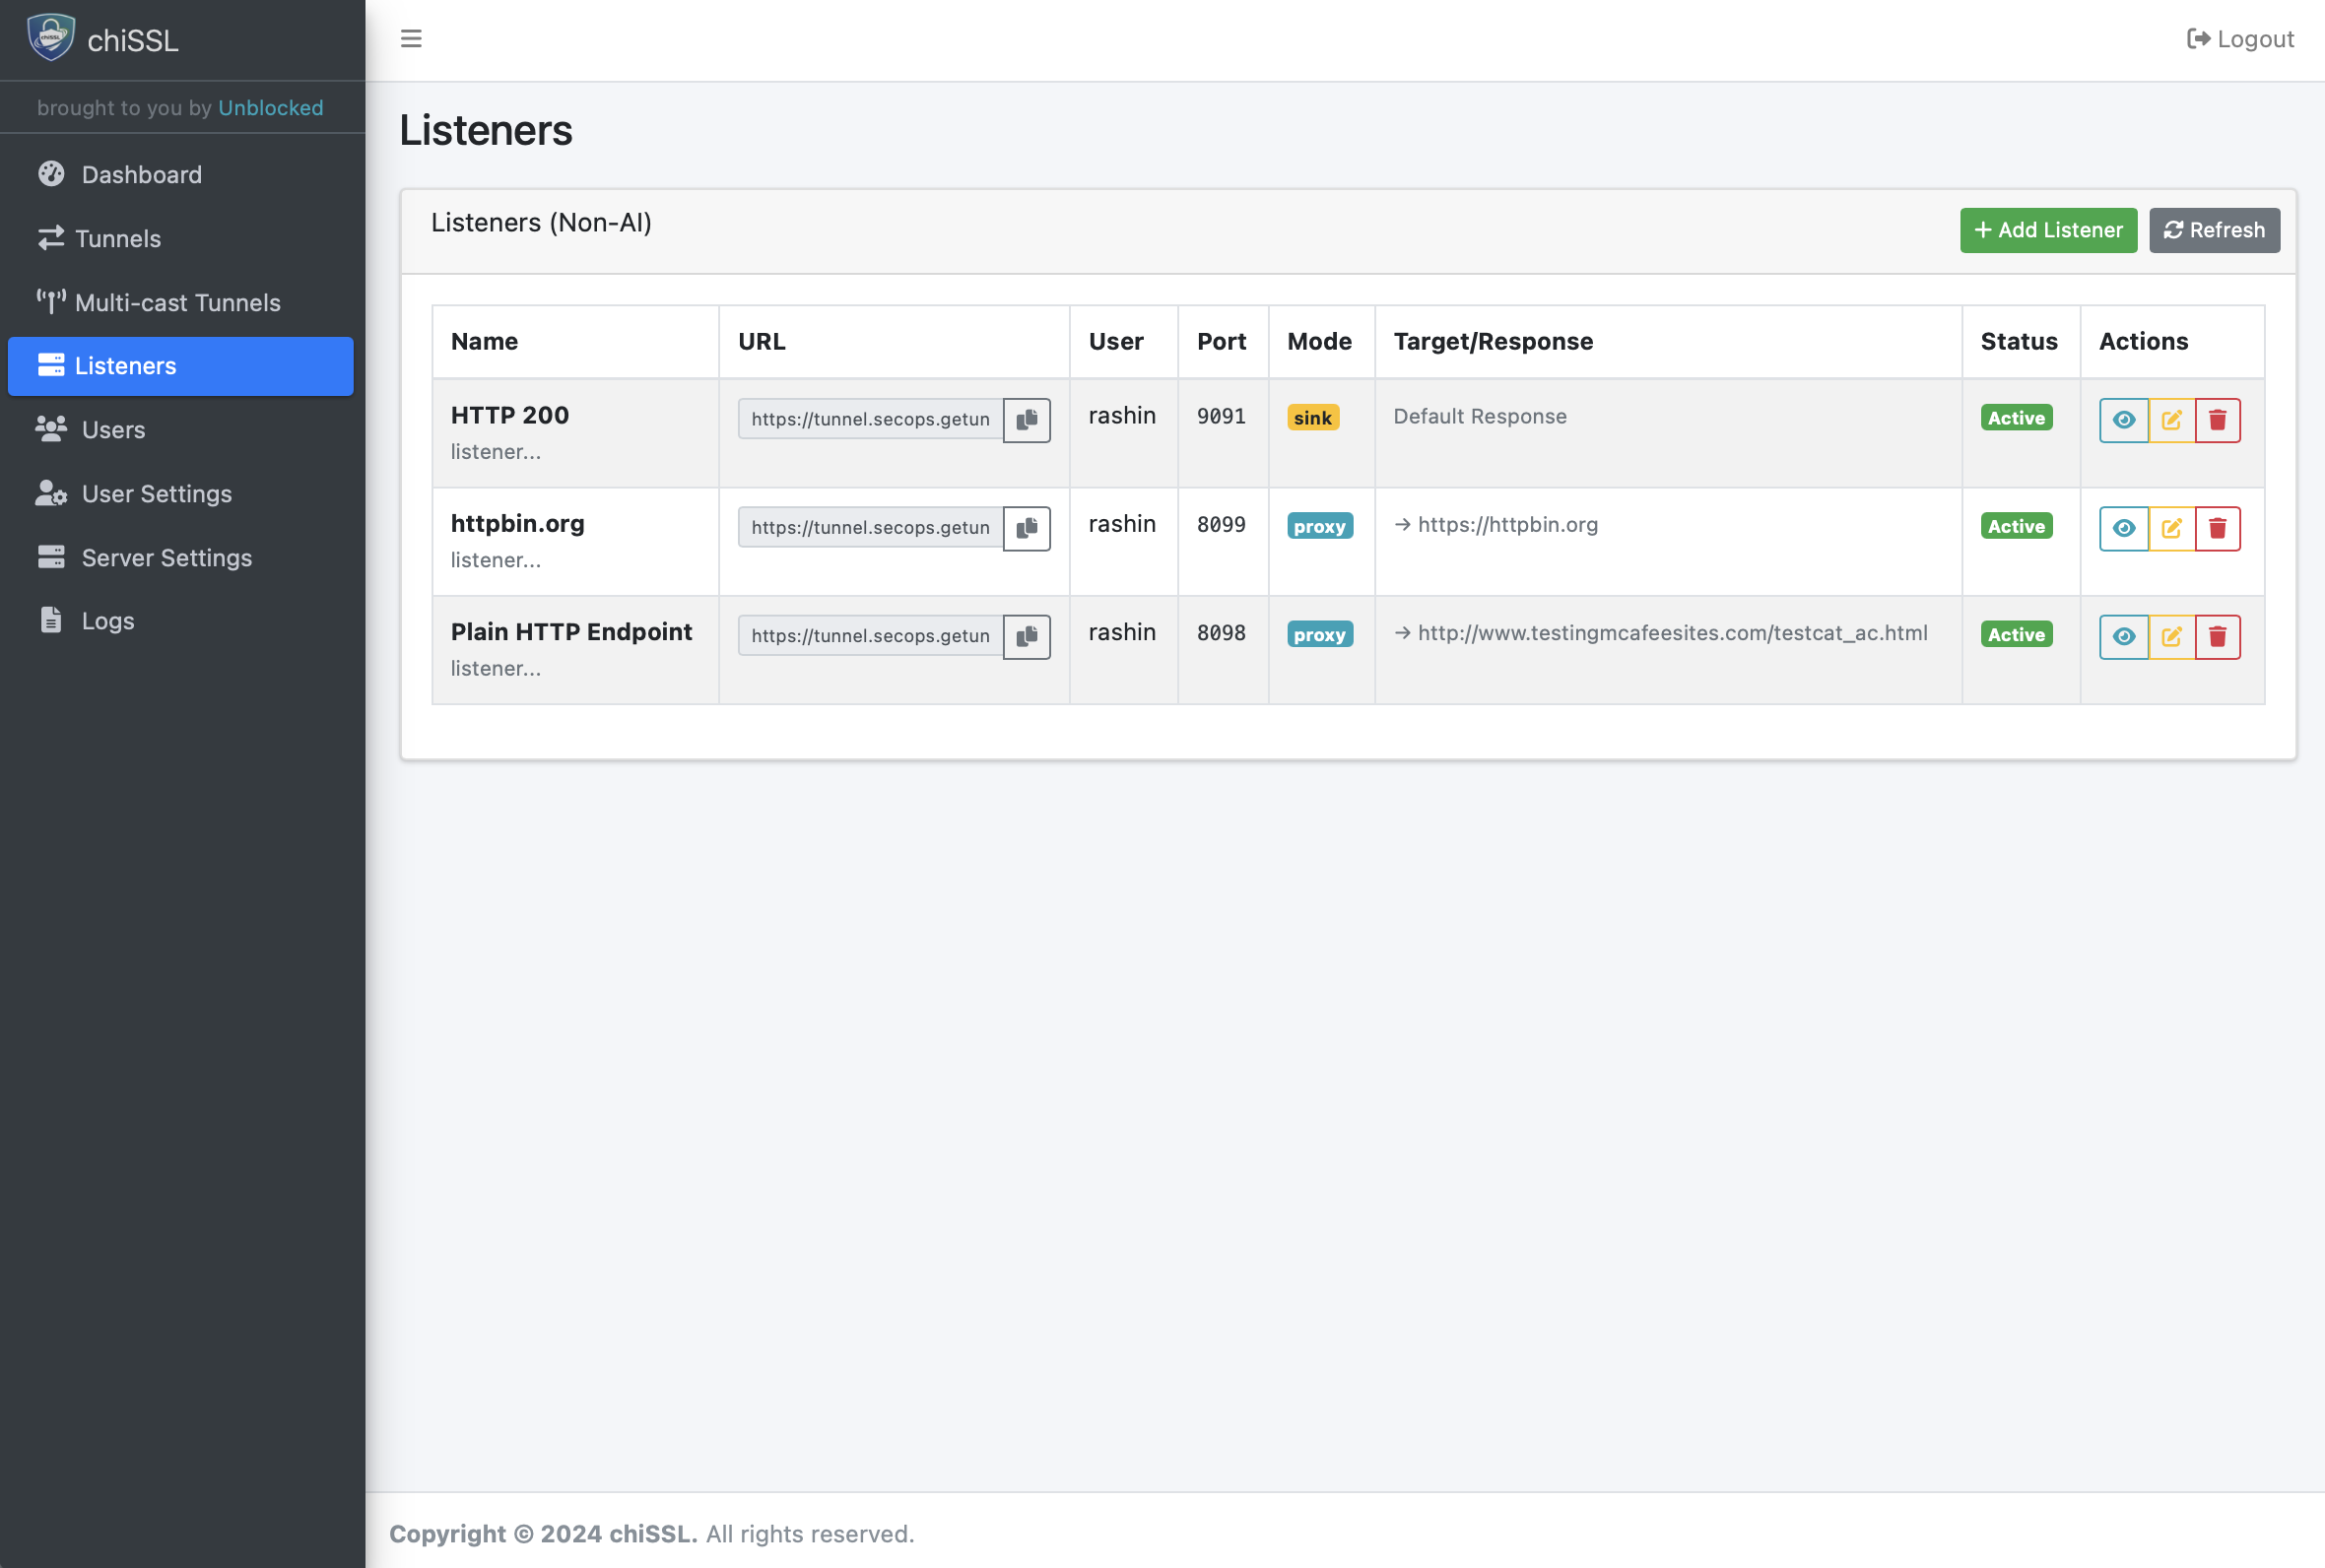 chiSSL
Logout
brought to you by Unblocked
Listeners
Dashboard
Tunnels
Multi-cast Tunnels
Listeners
Users
User Settings
Server Settings
Logs
Listeners (Non-AI)
Add Listener
Refresh
Name URL User Port Mode Target/Response Status Actions
HTTP 200 https://tunnel.secops.getun rashin 9091 sink Default Response Active
listener...
httpbin.org https://tunnel.secops.getun rashin 8099 proxy → https://httpbin.org Active
listener...
Plain HTTP Endpoint https://tunnel.secops.getun rashin 8098 proxy → http://www.testingmcafeesites.com/testcat_ac.html Active
listener...
Copyright © 2024 chiSSL. All rights reserved.